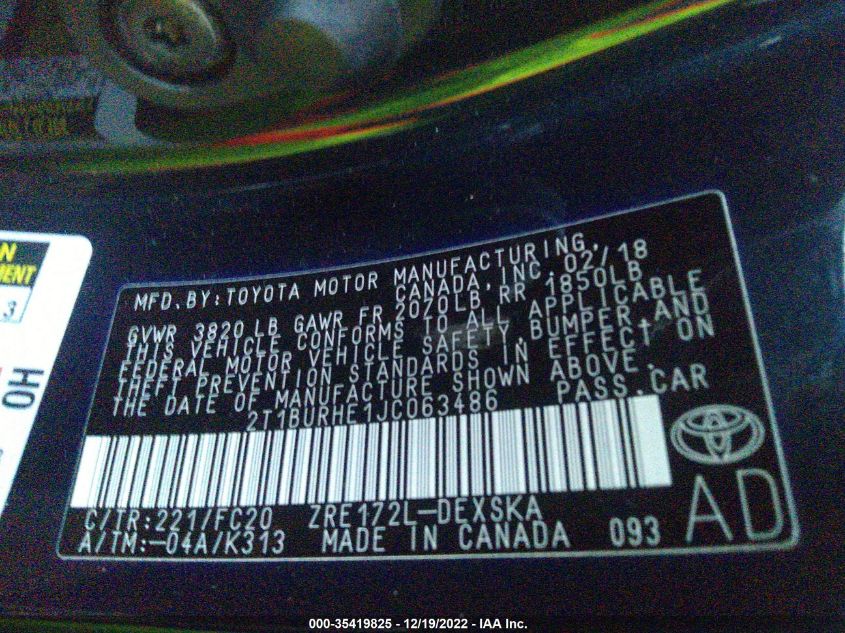 N
MENT
3
HO
MFD. BY: TOYOTA MOTOR MANUFACTURING,
CANADA, INC. 02/18
GVWR 3820 LB GAWR FR 2070LB RR 1850LB
THIS VEHICLE CONFORMS TO ALL APPLICABLE
FEDERAL MOTOR VEHICLE SAFETY, BUMPER, AND
THEFT PREVENTION STANDARDS IN EFFECT ON
THE DATE OF MANUFACTURE SHOWN ABOVE.
2T1BURHE1JC063486 PASS. CAR
C/TR: 221/FC20 ZRE172L-DEXSKA
A/TM: -04A/K313 MADE IN CANADA 093
AD
000-35419825 - 12/19/2022 - IAA Inc.